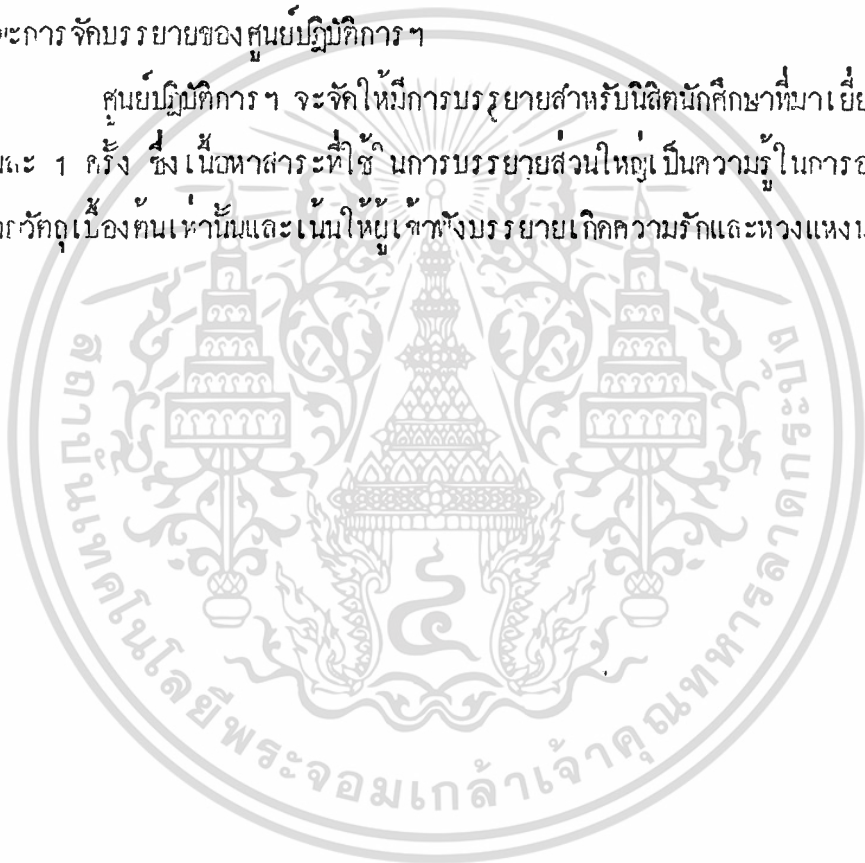 ะการจัดบรรยายของศูนย์ปฏิบัติการฯ
ศูนย์ปฏิบัติการฯ จะจัดให้มีการบรรยายสำหรับนิสิตนักศึกษาที่มาเยี่ย
ละ 1 ครั้ง ซึ่งเนื้อหาสาระที่ใช้ในการบรรยายส่วนใหญ่เป็นความรู้ในการอ
วัตถุเบื้องต้นเท่านั้นและเน้นให้ผู้เข้าฟังบรรยายเกิดความรักและหวงแหง
สถาบันเทคโนโลยีพระจอมเกล้าเจ้าคุณทหารลาดกระบัง